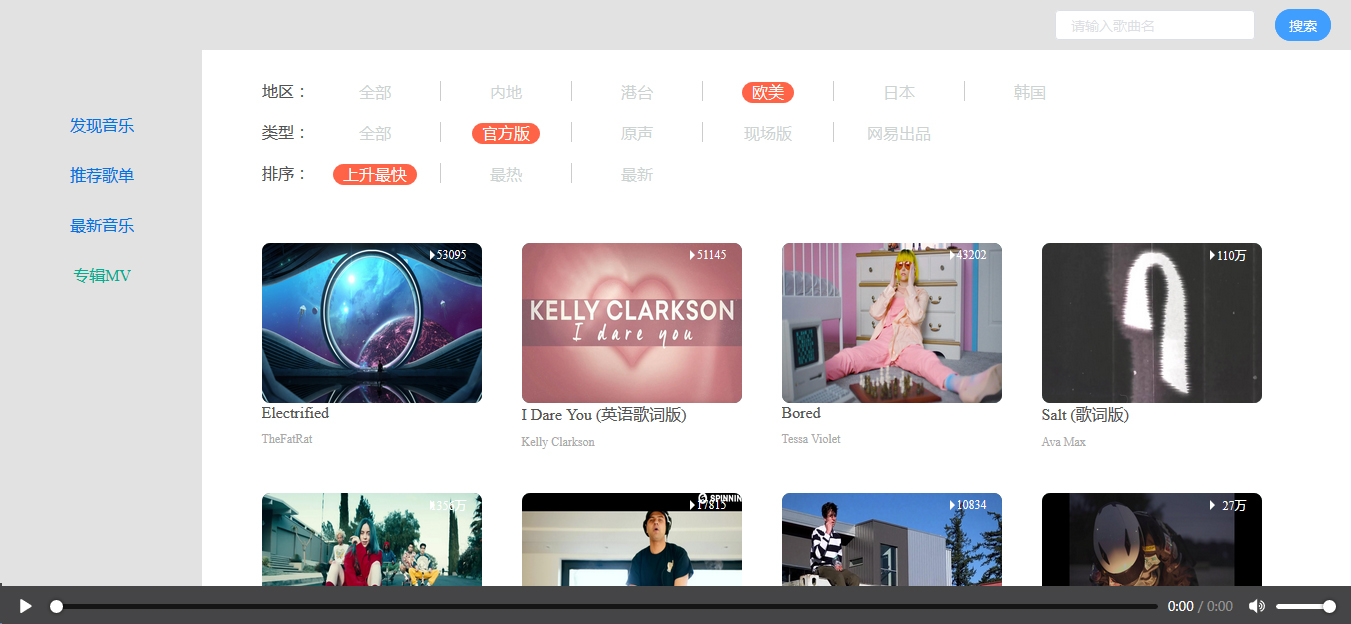 请输入歌曲名 搜索
地区： 全部 内地 港台 欧美 日本 韩国
发现音乐
类型： 全部 官方版 原声 现场版 网易出品
推荐歌单
排序： 上升最快 最热 最新
最新音乐
专辑MV
53095 51145 43202 110万
KELLY CLARKSON
I dare you
Electrified I Dare You (英语歌词版) Bored Salt (歌词版)
TheFatRat Kelly Clarkson Tessa Violet Ava Max
SPINNIN
17815 10834 27万
0:00 / 0:00